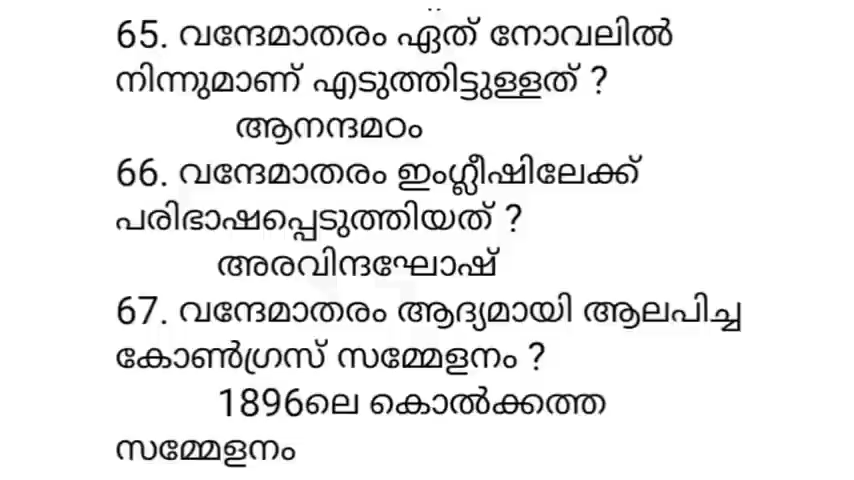 65. വന്ദേമാതരം ഏത് നോവലിൽ
നിന്നുമാണ് എടുത്തിട്ടുള്ളത് ?
ആനന്ദമഠം
66. വന്ദേമാതരം ഇംഗ്ലീഷിലേക്ക്
പരിഭാഷപ്പെടുത്തിയത് ?
അരവിന്ദഘോഷ്
67. വന്ദേമാതരം ആദ്യമായി ആലപിച്ച
കോൺഗ്രസ് സമ്മേളനം ?
1896ലെ കൊൽക്കത്ത
സമ്മേളനം